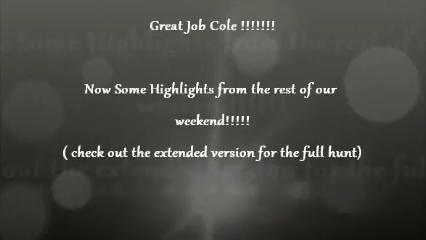 Great Job Cole !!!!!!!
Now Some Highlights from the rest of our
weekend!!!!!
( check out the extended version for the full hunt)